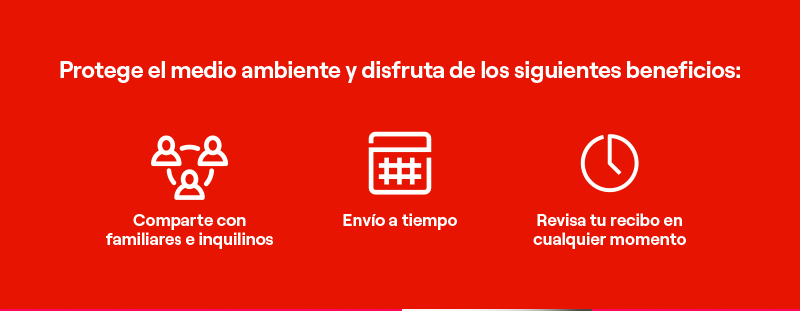 Protege el medio ambiente y disfruta de los siguientes beneficios:
Comparte con
familiares e inquilinos
Envío a tiempo
Revisa tu recibo en
cualquier momento